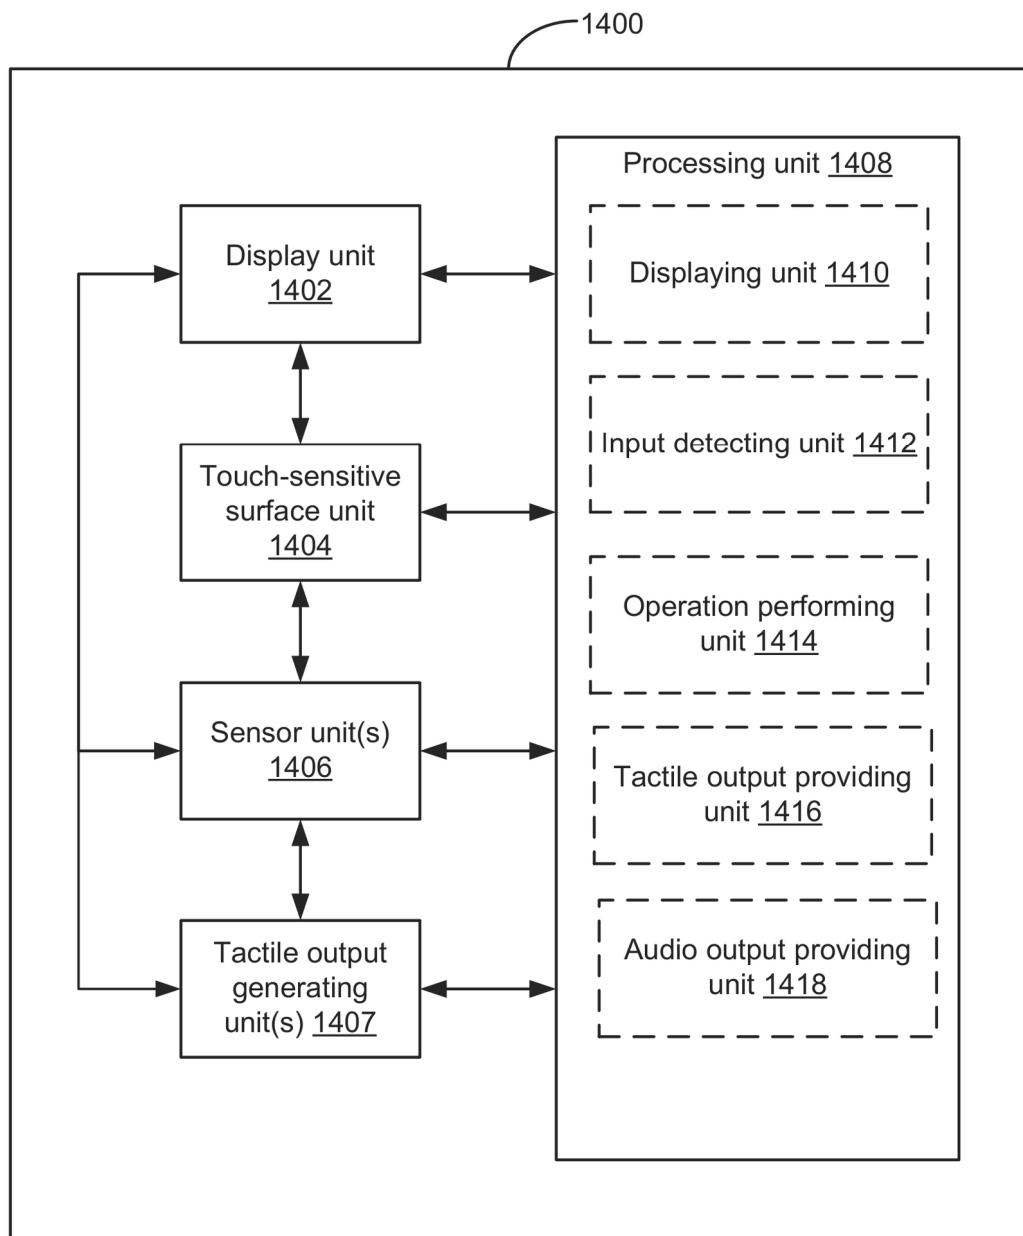 1400
Processing unit 1408
Display unit
1402
Displaying unit 1410
Touch-sensitive
surface unit
1404
Input detecting unit 1412
Sensor unit(s)
1406
Operation performing
unit 1414
Tactile output providing
unit 1416
Tactile output
generating
unit(s) 1407
Audio output providing
unit 1418